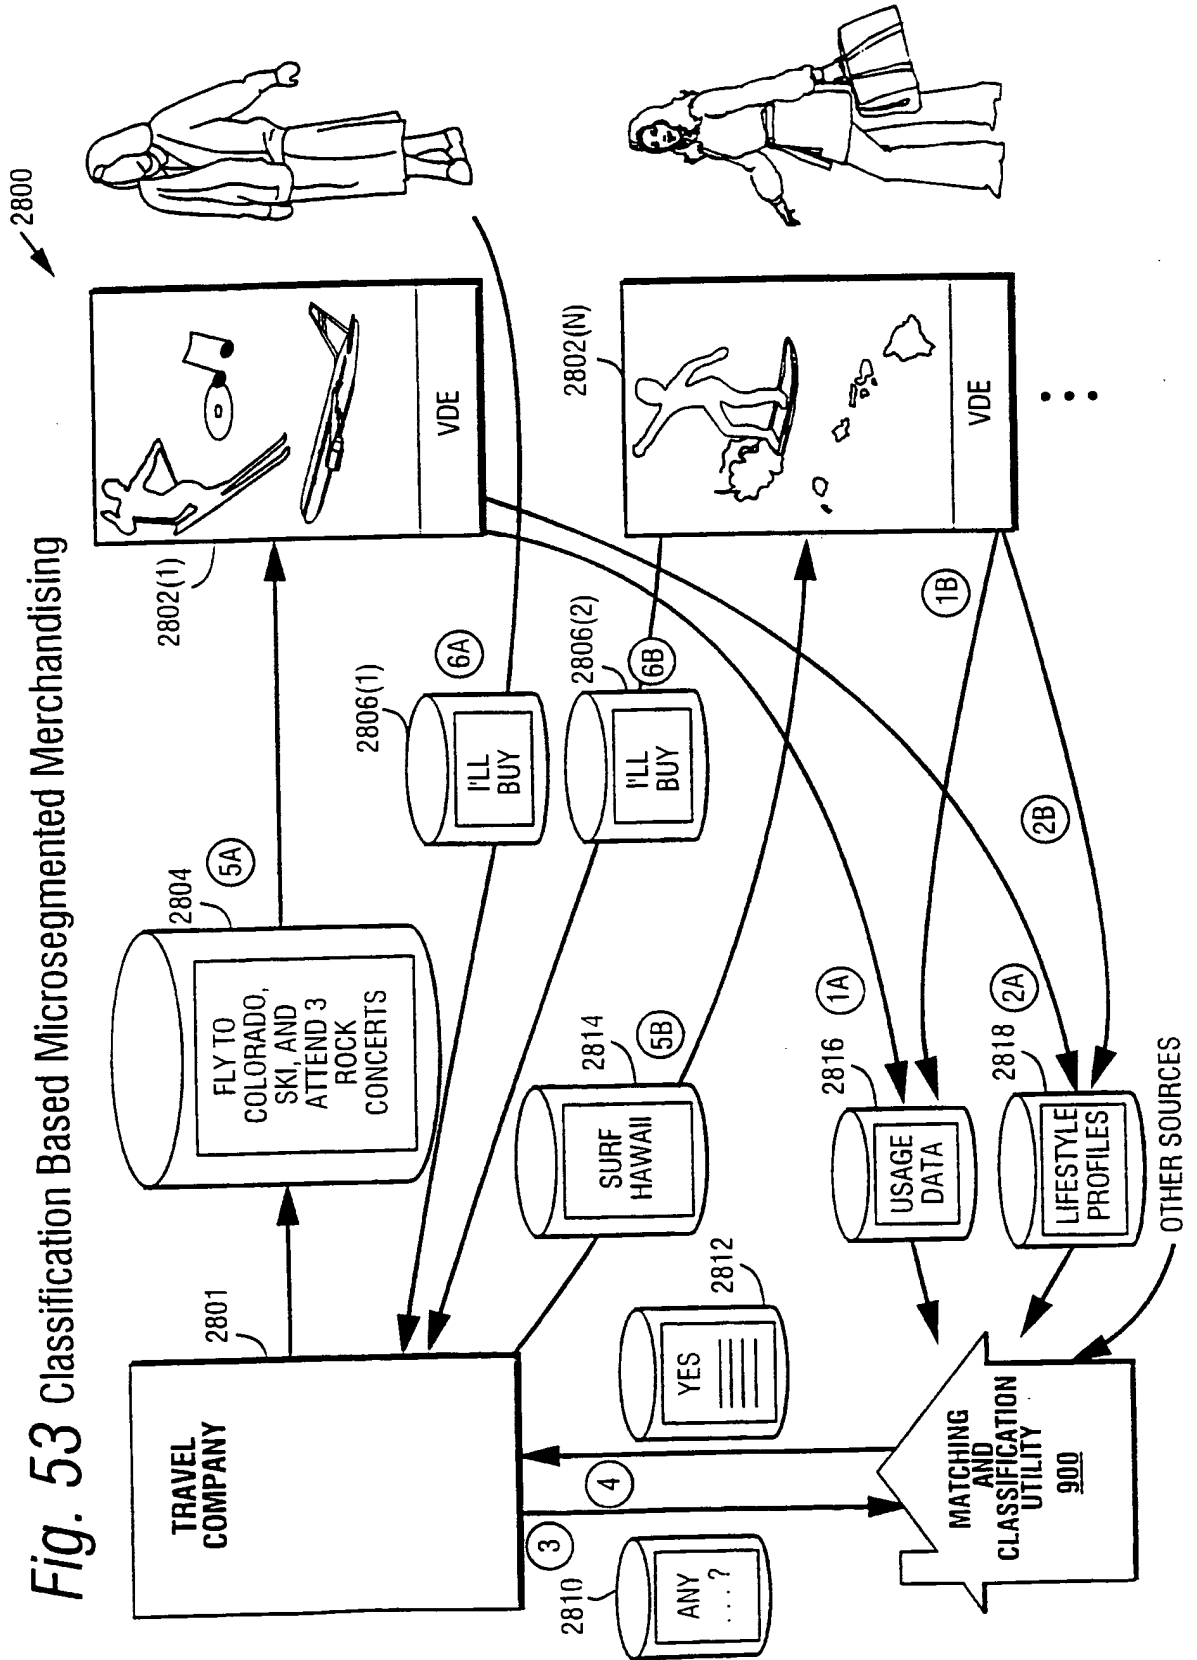 Fig. 53 Classification Based Microsegmented Merchandising
2800
2801
TRAVEL
COMPANY
2804
5A
FLY TO
COLORADO,
SKI, AND
ATTEND 3
ROCK
CONCERTS
2802(1)
VDE
2806(1)
6A
I'LL
BUY
2806(2)
6B
I'LL
BUY
2802(N)
VDE
2814
5B
SURF
HAWAII
3
4
2810
ANY
....?
2812
YES
1A
1B
2816
USAGE
DATA
2A
2B
2818
LIFESTYLE
PROFILES
MATCHING
AND
CLASSIFICATION
UTILITY
900
OTHER SOURCES